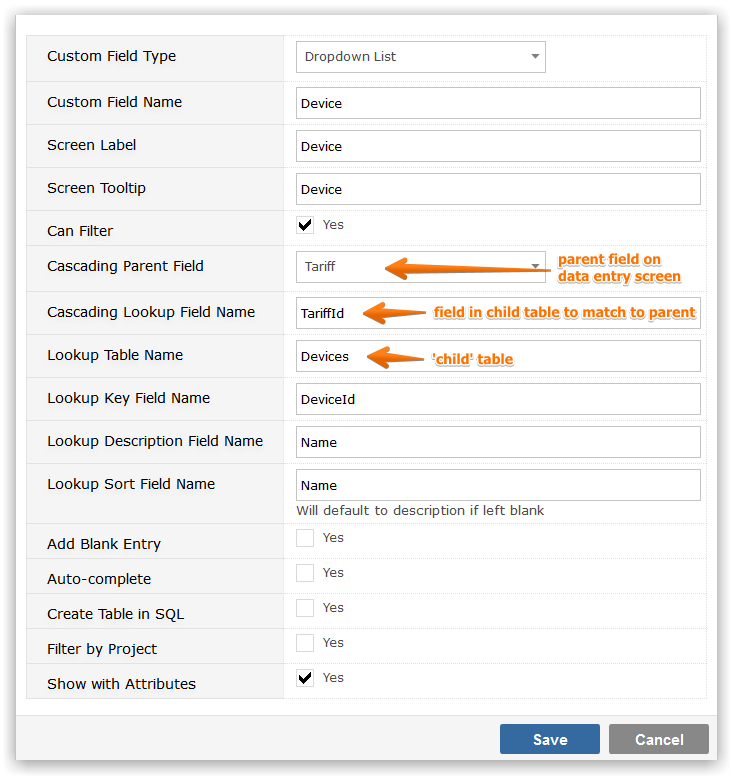 Custom Field Type Dropdown List
Custom Field Name Device
Screen Label Device
Screen Tooltip Device
Can Filter Yes
Cascading Parent Field Tariff parent field on
data entry screen
Cascading Lookup Field Name TariffId field in child table to match to parent
Lookup Table Name Devices 'child' table
Lookup Key Field Name DeviceId
Lookup Description Field Name Name
Lookup Sort Field Name Name
Will default to description if left blank
Add Blank Entry Yes
Auto-complete Yes
Create Table in SQL Yes
Filter by Project Yes
Show with Attributes Yes
Save Cancel